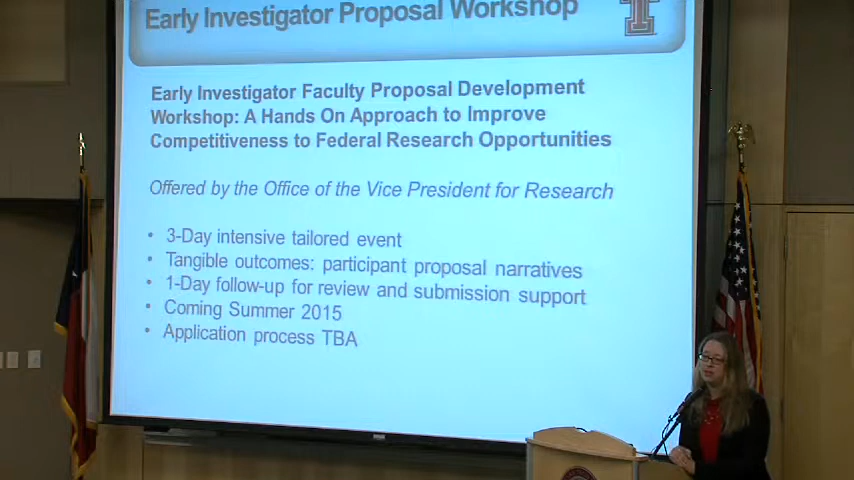 Early Investigator Proposal Workshop
Early Investigator Faculty Proposal Development
Workshop: A Hands On Approach to Improve
Competitiveness to Federal Research Opportunities
Offered by the Office of the Vice President for Research
• 3-Day intensive tailored event
• Tangible outcomes: participant proposal narratives
• 1-Day follow-up for review and submission support
• Coming Summer 2015
• Application process TBA